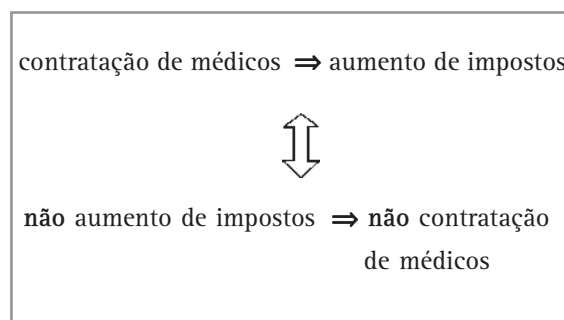 contratação de médicos ⇒ aumento de impostos
não aumento de impostos ⇒ não contratação
de médicos